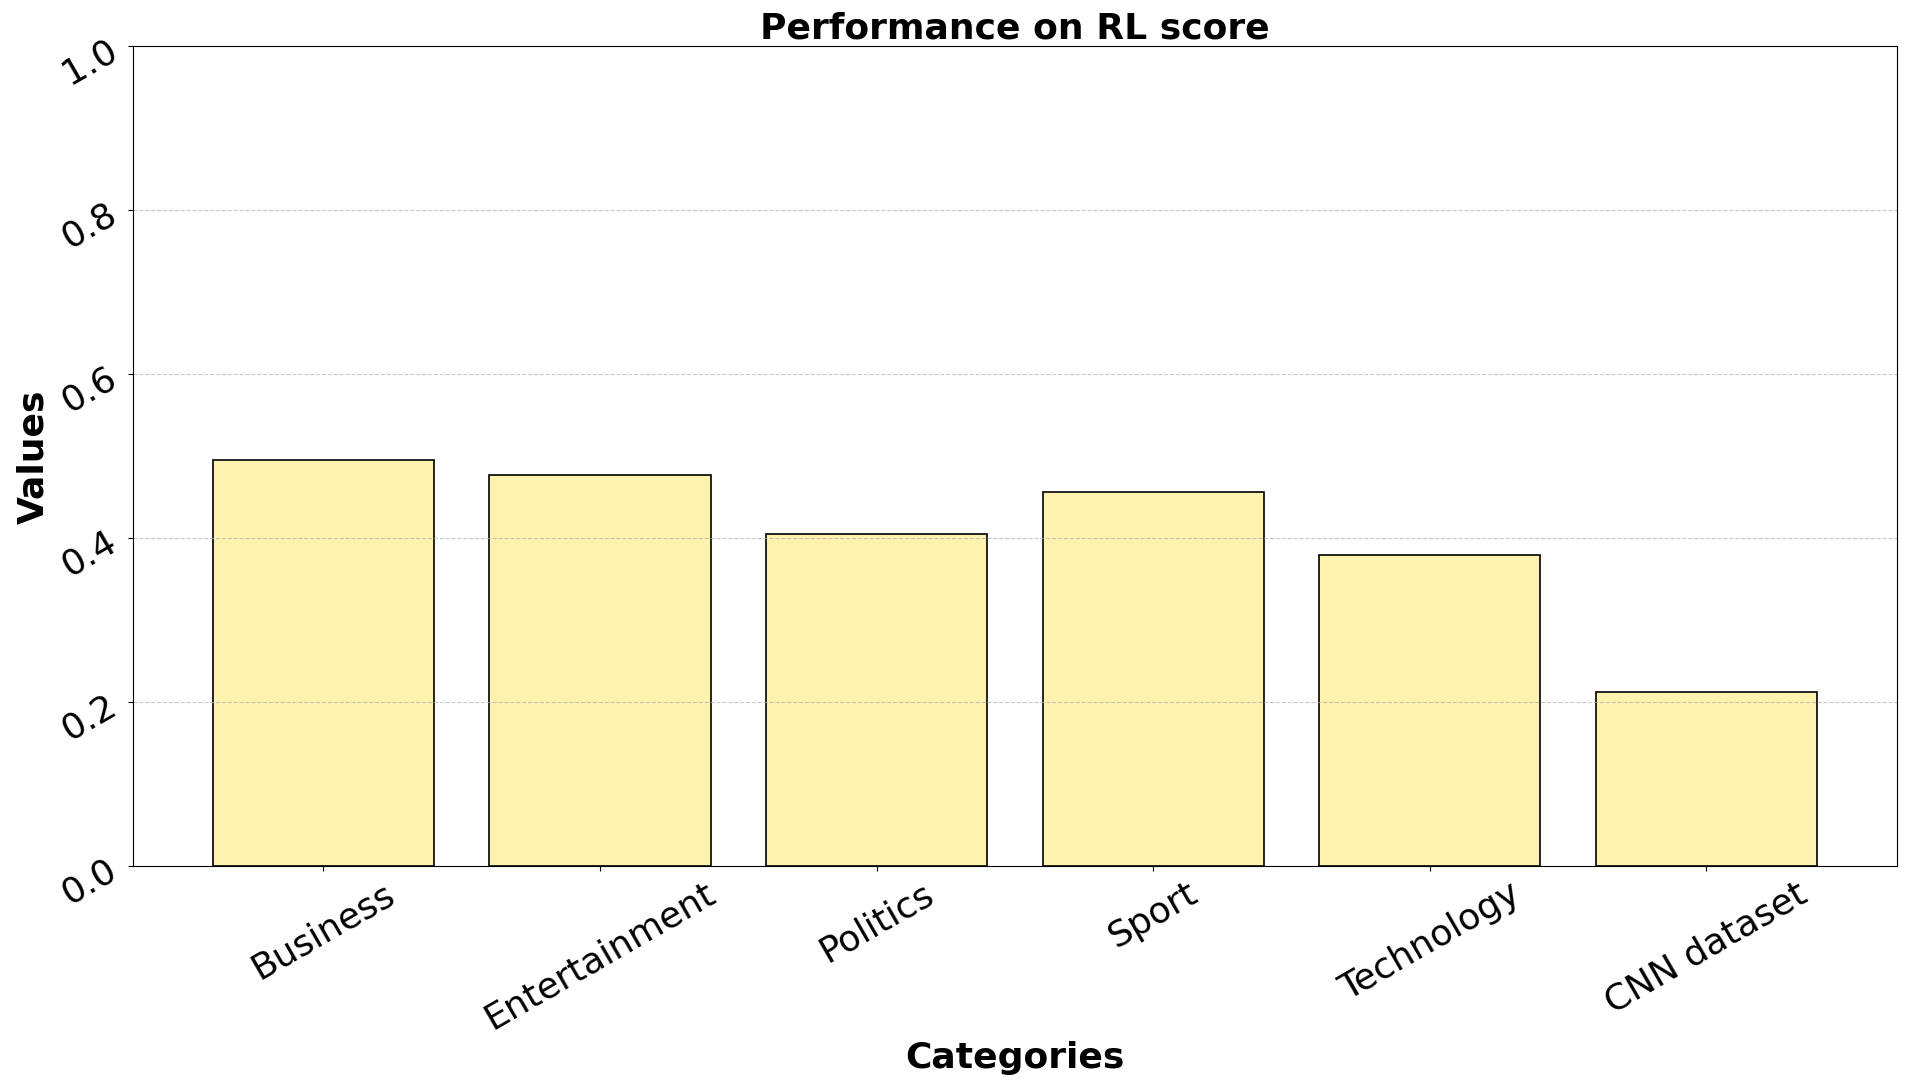 Performance on RL score
1.0
0.8
0.6
0.4
0.2
0.0
Values
Business
Entertainment
Politics
Sport
Technology
CNN dataset
Categories